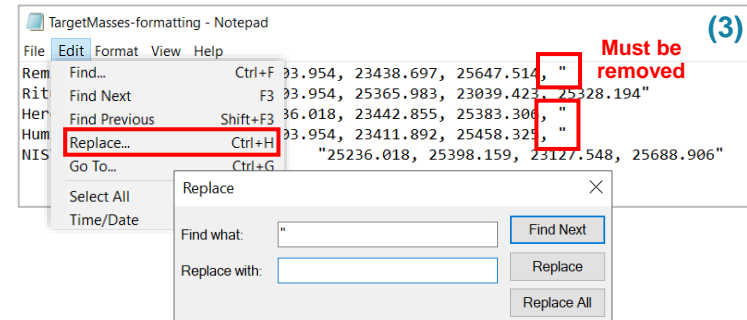 TargetMasses-formatting - Notepad
(3)
File Edit Format View Help
Must be
removed
Rem
Find... Ctrl+F
03.954, 23438.697, 25647.514, "
Rit
Find Next F3
03.954, 25365.983, 23039.423, 25328.194"
Her
Find Previous Shift+F3
36.018, 23442.855, 25383.306, "
Hum
Replace... Ctrl+H
03.954, 23411.892, 25458.325, "
NIS
Go To... Ctrl+G
"25236.018, 25398.159, 23127.548, 25688.906"
Select All
Time/Date
Replace
Find what: "
Find Next
Replace with:
Replace
Replace All